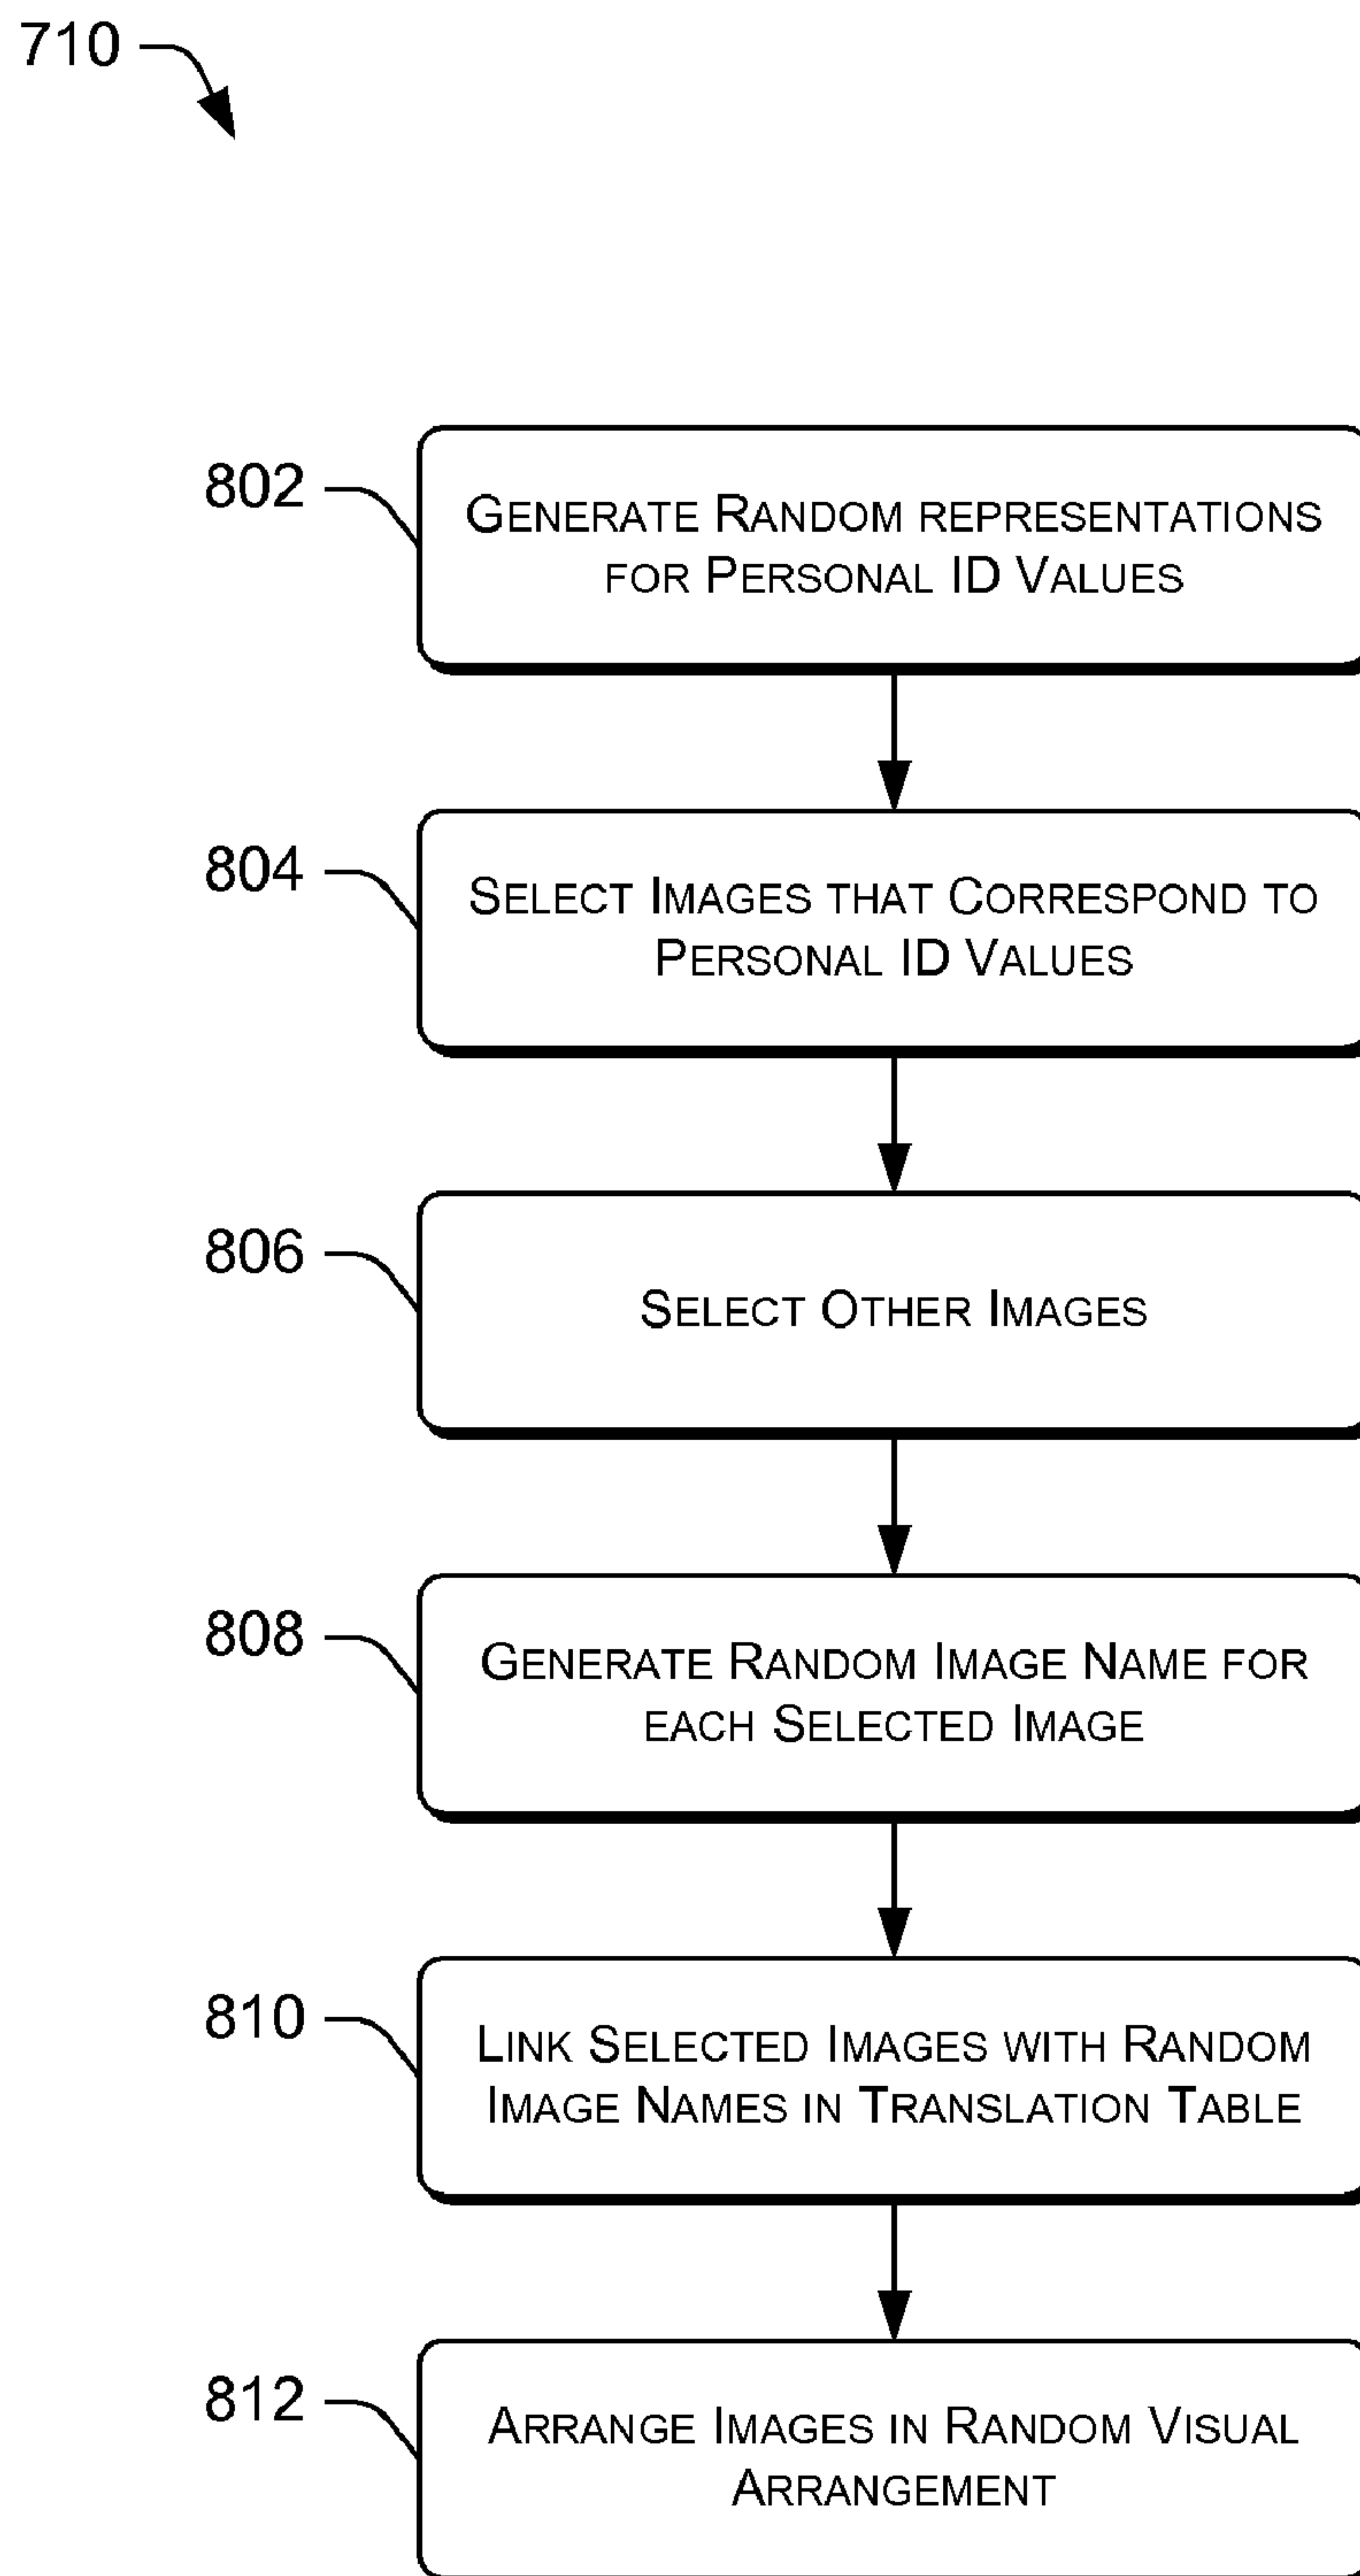 710
802
GENERATE RANDOM REPRESENTATIONS
FOR PERSONAL ID VALUES
804
SELECT IMAGES THAT CORRESPOND TO
PERSONAL ID VALUES
806
SELECT OTHER IMAGES
808
GENERATE RANDOM IMAGE NAME FOR
EACH SELECTED IMAGE
810
LINK SELECTED IMAGES WITH RANDOM
IMAGE NAMES IN TRANSLATION TABLE
812
ARRANGE IMAGES IN RANDOM VISUAL
ARRANGEMENT